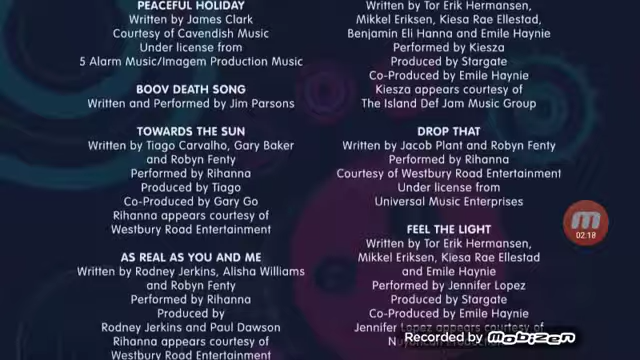 PEACEFUL HOLIDAY
Written by James Clark
Courtesy of Cavendish Music
Under license from
5 Alarm Music/Imagem Production Music
BOOV DEATH SONG
Written and Performed by Jim Parsons
TOWARDS THE SUN
Written by Tiago Carvalho, Gary Baker
and Robyn Fenty
Performed by Rihanna
Produced by Tiago
Co-Produced by Gary Go
Rihanna appears courtesy of
Westbury Road Entertainment
AS REAL AS YOU AND ME
Written by Rodney Jerkins, Alisha Williams
and Robyn Fenty
Performed by Rihanna
Produced by
Rodney Jerkins and Paul Dawson
Rihanna appears courtesy of
Westbury Road Entertainment
Written by Tor Erik Hermansen,
Mikkel Eriksen, Kiesa Rae Ellestad,
Benjamin Eli Hanna and Emile Haynie
Performed by Kiesza
Produced by Stargate
Co-Produced by Emile Haynie
Kiesza appears courtesy of
The Island Def Jam Music Group
DROP THAT
Written by Jacob Plant and Robyn Fenty
Performed by Rihanna
Courtesy of Westbury Road Entertainment
Under license from
Universal Music Enterprises
FEEL THE LIGHT
Written by Tor Erik Hermansen,
Mikkel Eriksen, Kiesa Rae Ellestad
and Emile Haynie
Performed by Jennifer Lopez
Produced by Stargate
Co-Produced by Emile Haynie
Jennifer Lopez appears courtesy of
02:18
Recorded by Mobizen